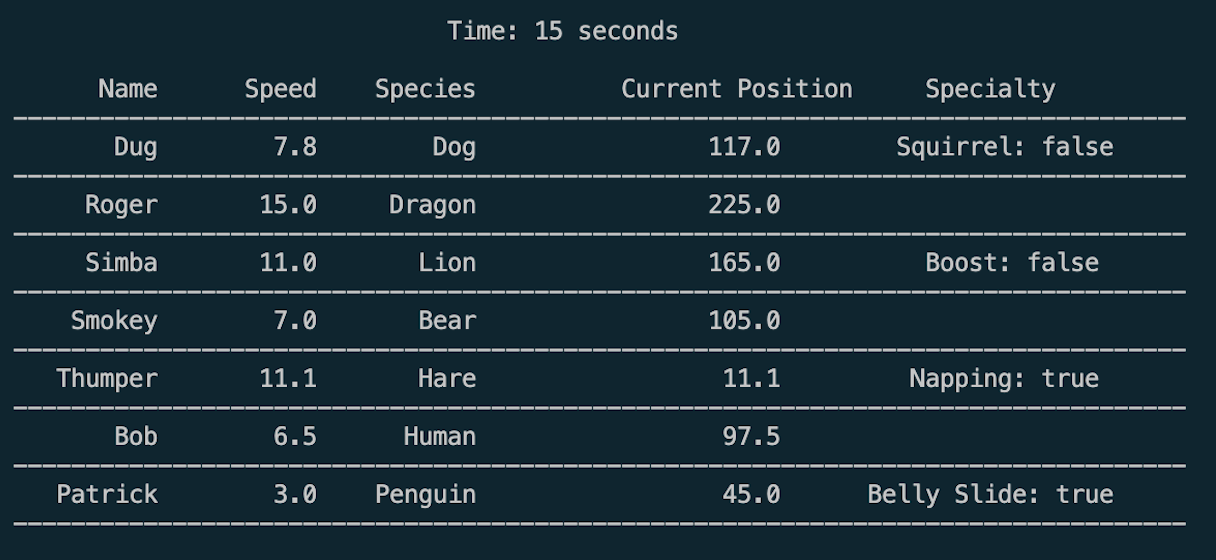 Time: 15 seconds
Name Speed Species Current Position Specialty
Dug 7.8 Dog 117.0 Squirrel: false
Roger 15.0 Dragon 225.0
Simba 11.0 Lion 165.0 Boost: false
Smokey 7.0 Bear 105.0
Thumper 11.1 Hare 11.1 Napping: true
Bob 6.5 Human 97.5
Patrick 3.0 Penguin 45.0 Belly Slide: true